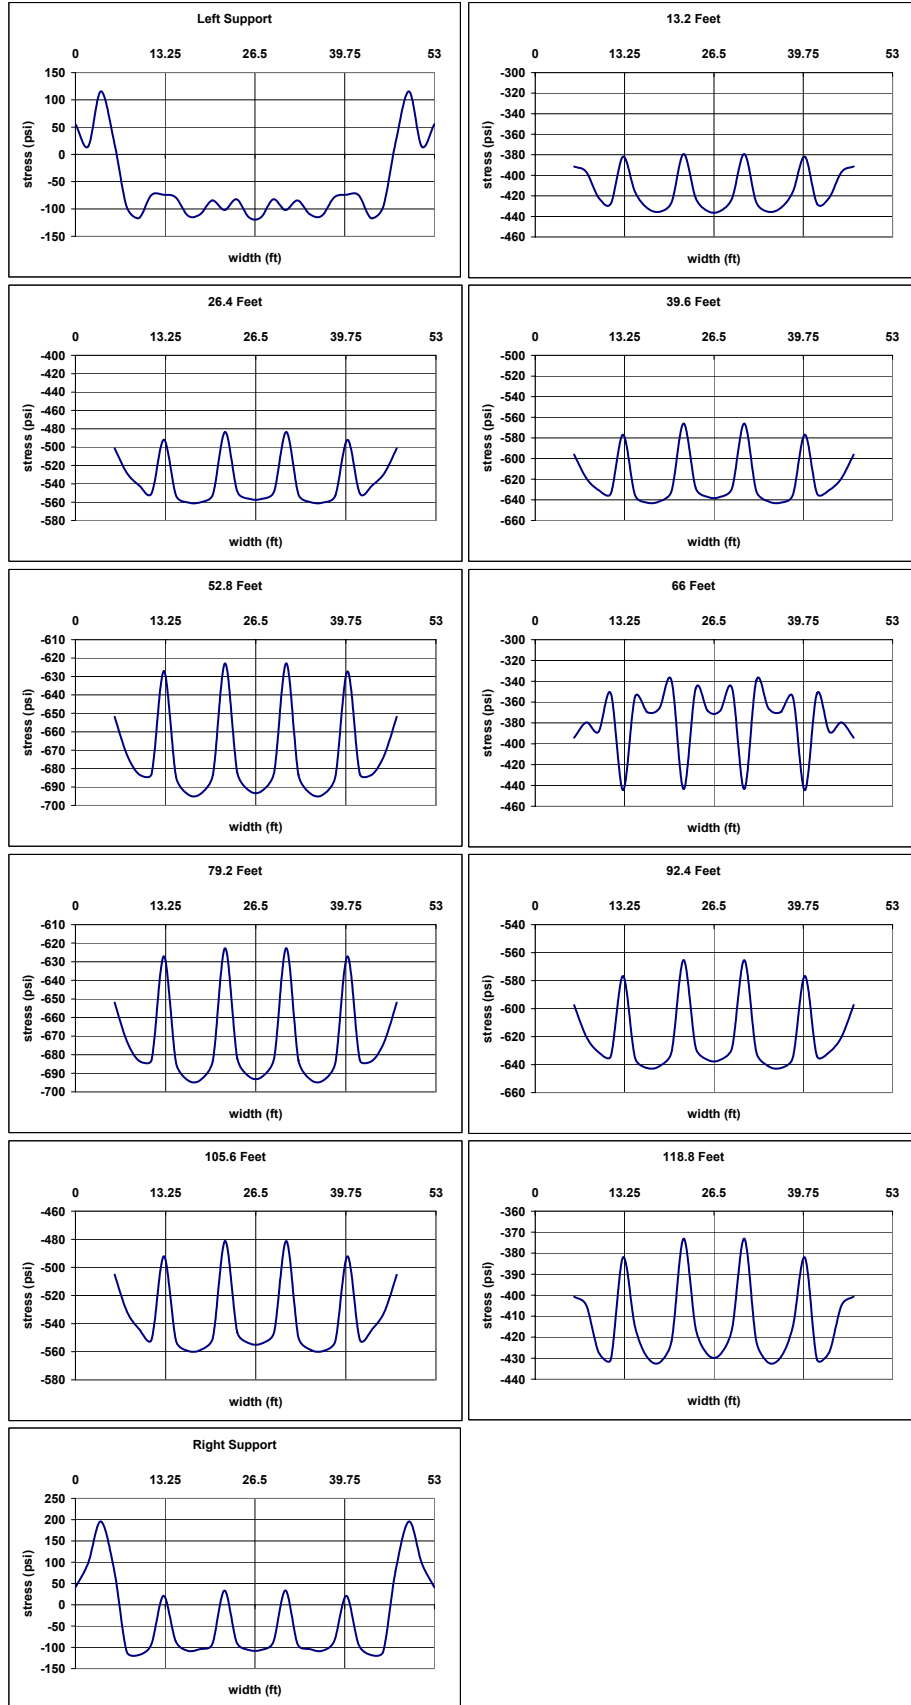 Left Support
0 13.25 26.5 39.75 53
150
100
50
0
-50
-100
-150
stress (psi)
width (ft)
13.2 Feet
0 13.25 26.5 39.75 53
-300
-320
-340
-360
-380
-400
-420
-440
-460
stress (psi)
width (ft)
26.4 Feet
0 13.25 26.5 39.75 53
-400
-420
-440
-460
-480
-500
-520
-540
-560
-580
stress (psi)
width (ft)
39.6 Feet
0 13.25 26.5 39.75 53
-500
-520
-540
-560
-580
-600
-620
-640
-660
stress (psi)
width (ft)
52.8 Feet
0 13.25 26.5 39.75 53
-610
-620
-630
-640
-650
-660
-670
-680
-690
-700
stress (psi)
width (ft)
66 Feet
0 13.25 26.5 39.75 53
-300
-320
-340
-360
-380
-400
-420
-440
-460
stress (psi)
width (ft)
79.2 Feet
0 13.25 26.5 39.75 53
-610
-620
-630
-640
-650
-660
-670
-680
-690
-700
stress (psi)
width (ft)
92.4 Feet
0 13.25 26.5 39.75 53
-540
-560
-580
-600
-620
-640
-660
stress (psi)
width (ft)
105.6 Feet
0 13.25 26.5 39.75 53
-460
-480
-500
-520
-540
-560
-580
stress (psi)
width (ft)
118.8 Feet
0 13.25 26.5 39.75 53
-360
-370
-380
-390
-400
-410
-420
-430
-440
stress (psi)
width (ft)
Right Support
0 13.25 26.5 39.75 53
250
200
150
100
50
0
-50
-100
-150
stress (psi)
width (ft)